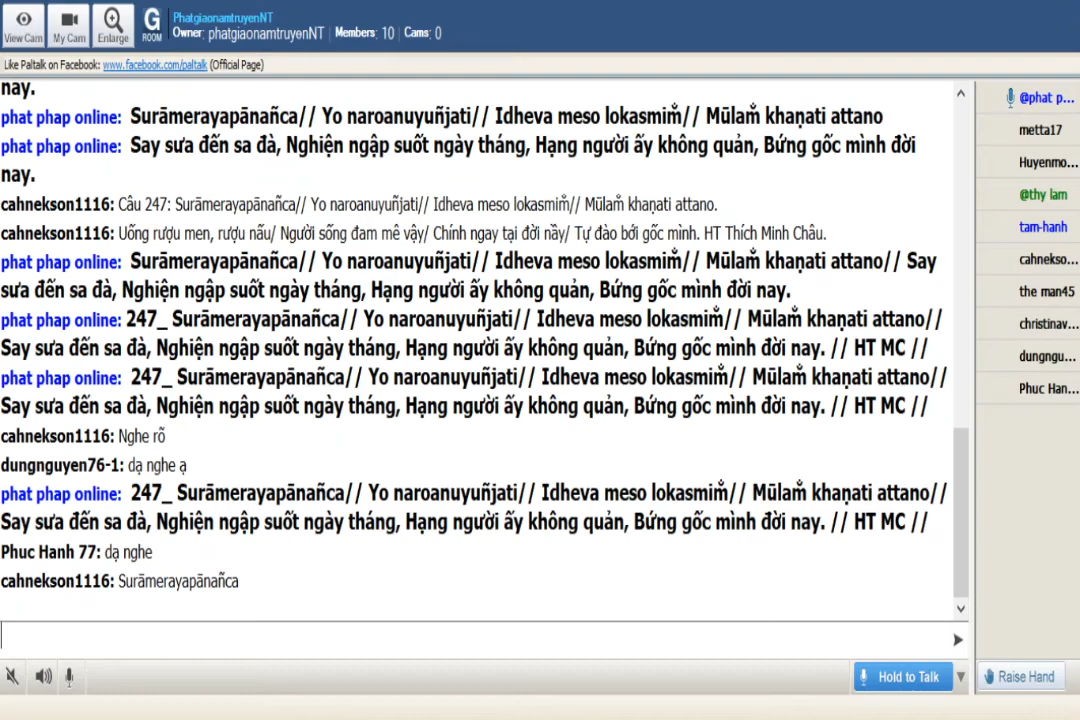 View Cam
My Cam
Enlarge
G
ROOM
PhatgiaonamtruyenNT
Owner: phatgiaonamtruyenNT | Members: 10 | Cams: 0
Like Paltalk on Facebook: www.facebook.com/paltalk (Official Page)
nay.
phat phap online: Surāmerayapānañca// Yo naroanuyuñjati// Idheva meso lokasmiṁ// Mūlaṁ khaṇati attano
phat phap online: Say sưa đến sa đà, Nghiện ngập suốt ngày tháng, Hạng người ấy không quản, Bứng gốc mình đời
nay.
cahnekson1116: Câu 247: Surāmerayapānañca// Yo naroanuyuñjati// Idheva meso lokasmiṁ// Mūlaṁ khaṇati attano.
cahnekson1116: Uống rượu men, rượu nấu/ Người sống đam mê vậy/ Chính ngay tại đời nầy/ Tự đào bới gốc mình. HT Thích Minh Châu.
phat phap online: Surāmerayapānañca// Yo naroanuyuñjati// Idheva meso lokasmiṁ// Mūlaṁ khaṇati attano// Say
sưa đến sa đà, Nghiện ngập suốt ngày tháng, Hạng người ấy không quản, Bứng gốc mình đời nay.
phat phap online: 247_ Surāmerayapānañca// Yo naroanuyuñjati// Idheva meso lokasmiṁ// Mūlaṁ khaṇati attano//
Say sưa đến sa đà, Nghiện ngập suốt ngày tháng, Hạng người ấy không quản, Bứng gốc mình đời nay. // HT MC //
phat phap online: 247_ Surāmerayapānañca// Yo naroanuyuñjati// Idheva meso lokasmiṁ// Mūlaṁ khaṇati attano//
Say sưa đến sa đà, Nghiện ngập suốt ngày tháng, Hạng người ấy không quản, Bứng gốc mình đời nay. // HT MC //
cahnekson1116: Nghe rõ
dungnguyen76-1: dạ nghe ạ
phat phap online: 247_ Surāmerayapānañca// Yo naroanuyuñjati// Idheva meso lokasmiṁ// Mūlaṁ khaṇati attano//
Say sưa đến sa đà, Nghiện ngập suốt ngày tháng, Hạng người ấy không quản, Bứng gốc mình đời nay. // HT MC //
Phuc Hanh 77: dạ nghe
cahnekson1116: Surāmerayapānañca
@phat p...
metta17
Huyenmo...
@thy lam
tam-hanh
cahnekso...
the man45
christinav...
dungngu...
Phuc Han...
Hold to Talk
Raise Hand